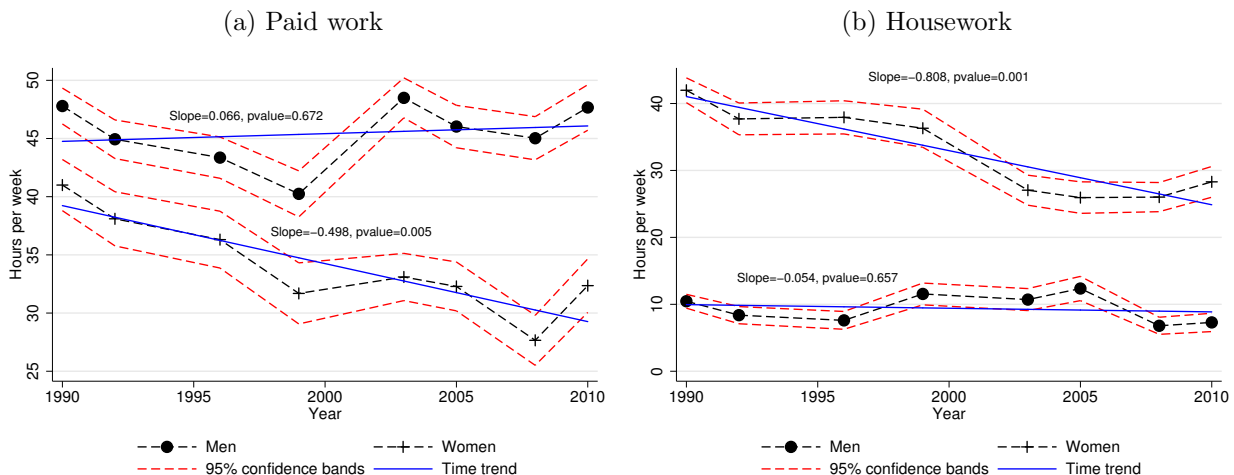 (a) Paid work
Hours per week
50
45
40
35
30
25
Slope=0.066, pvalue=0.672
Slope=−0.498, pvalue=0.005
1990 1995 2000 2005 2010
Year
Men Women
95% confidence bands Time trend
(b) Housework
Hours per week
40
30
20
10
0
Slope=−0.808, pvalue=0.001
Slope=−0.054, pvalue=0.657
1990 1995 2000 2005 2010
Year
Men Women
95% confidence bands Time trend